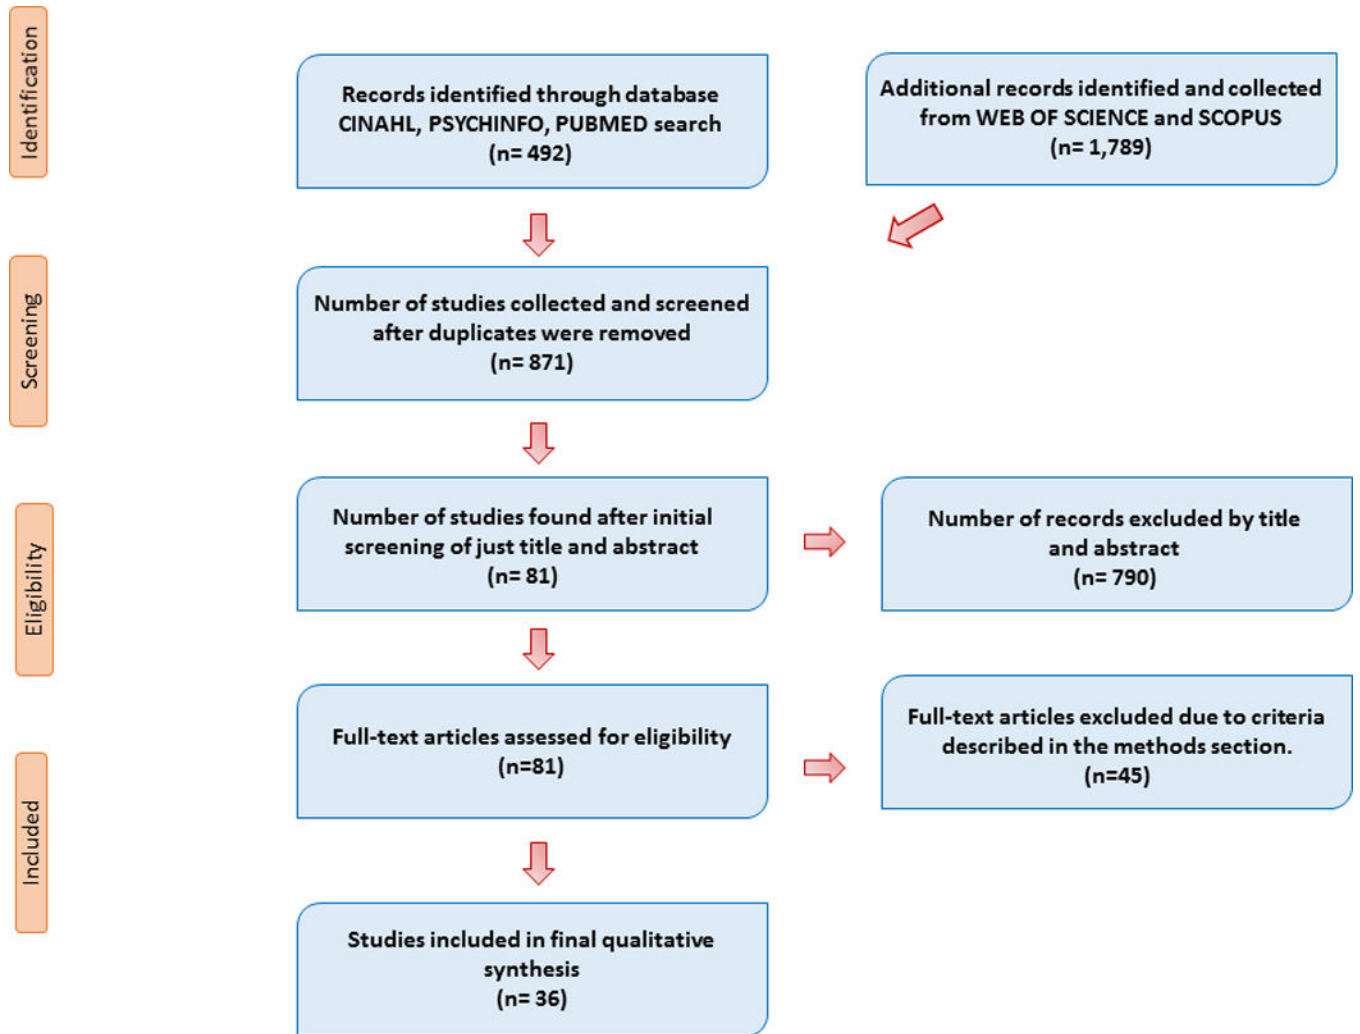 Identification
Records identified through database
CINAHL, PSYCHINFO, PUBMED search
(n= 492)
Additional records identified and collected
from WEB OF SCIENCE and SCOPUS
(n= 1,789)
Screening
Number of studies collected and screened
after duplicates were removed
(n= 871)
Eligibility
Number of studies found after initial
screening of just title and abstract
(n= 81)
Number of records excluded by title
and abstract
(n= 790)
Full-text articles assessed for eligibility
(n=81)
Full-text articles excluded due to criteria
described in the methods section.
(n=45)
Included
Studies included in final qualitative
synthesis
(n= 36)